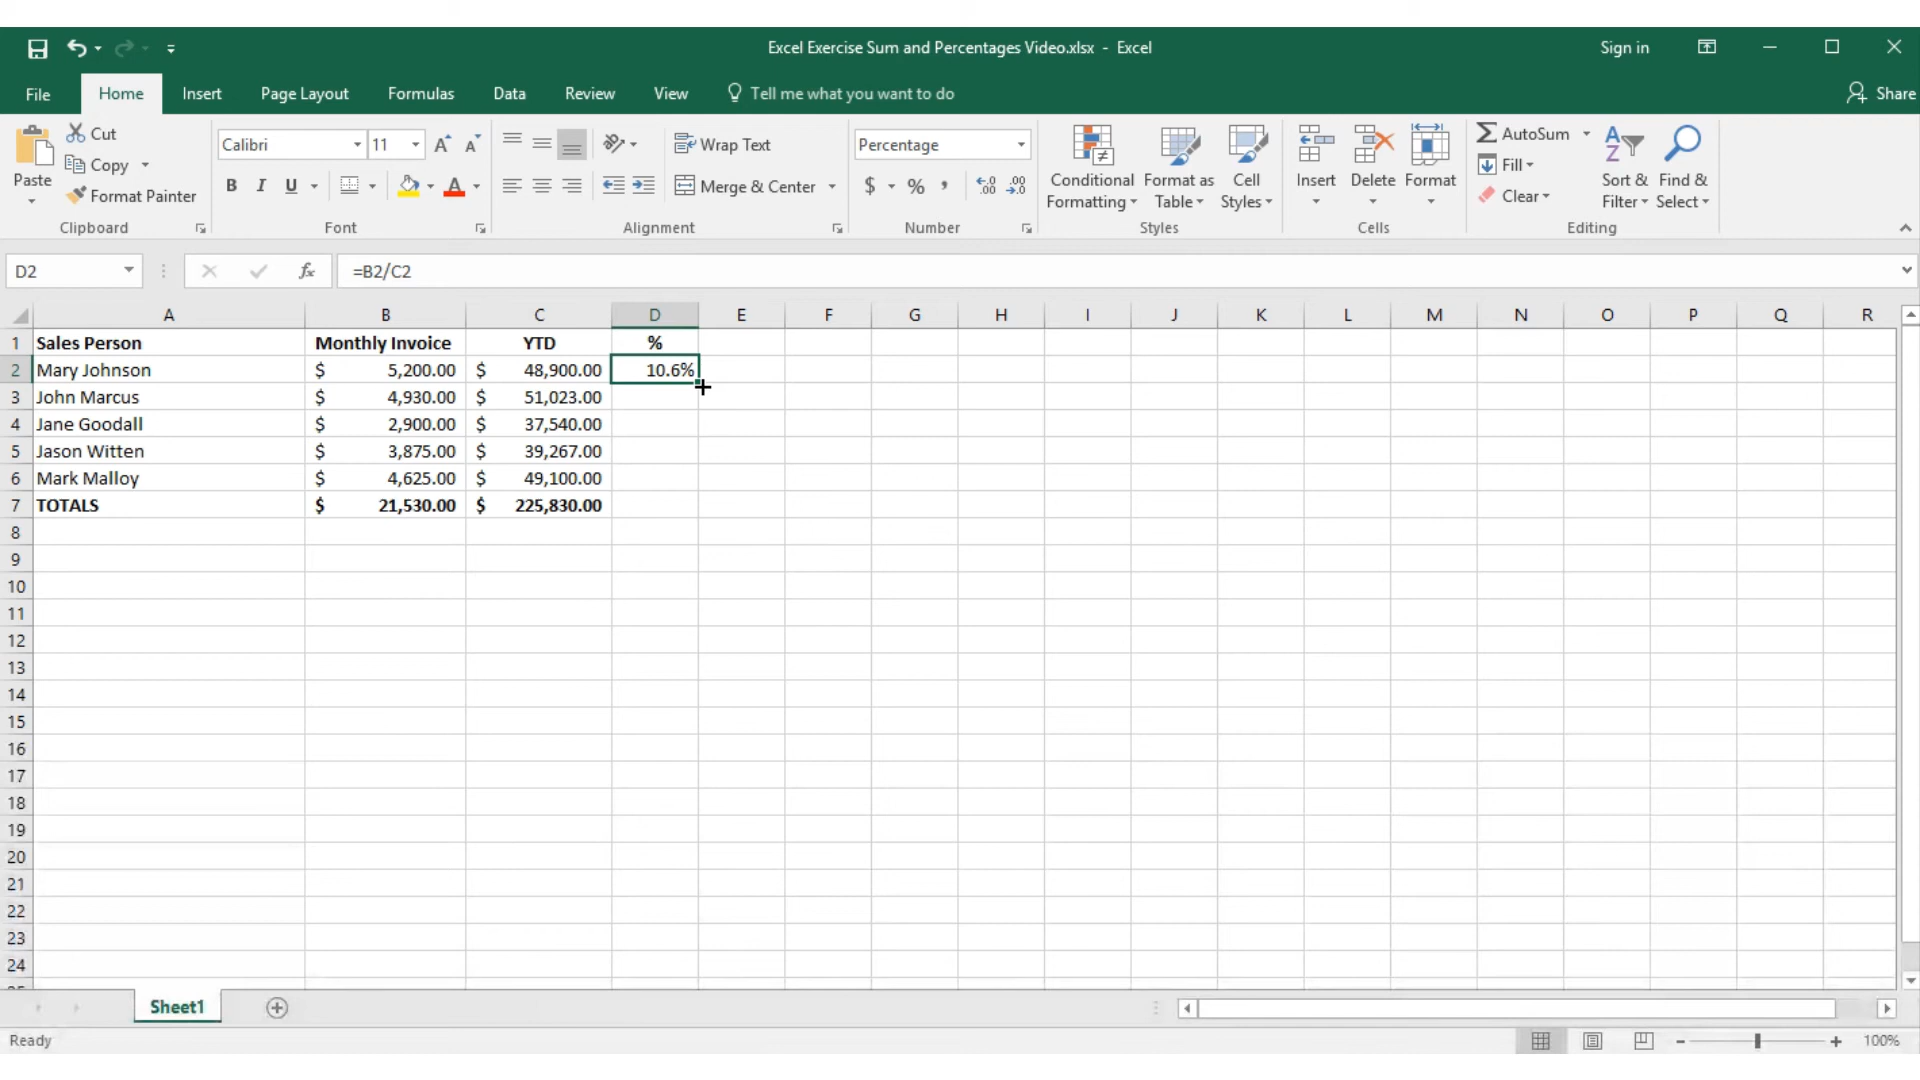 Excel Exercise Sum and Percentages Video.xlsx - Excel
Sign in
File Home Insert Page Layout Formulas Data Review View Tell me what you want to do Share
Paste
Cut
Copy
Format Painter
Clipboard
Calibri 11
A A
B I U A
Font
Wrap Text
Merge & Center
Alignment
Percentage
$ % ,
Number
Conditional Formatting
Format as Table
Cell Styles
Styles
Insert Delete Format
Cells
AutoSum
Fill
Clear
Sort & Filter
Find & Select
Editing
D2 fx =B2/C2
A B C D E F G H I J K L M N O P Q R
1 Sales Person Monthly Invoice YTD %
2 Mary Johnson $ 5,200.00 $ 48,900.00 10.6%
3 John Marcus $ 4,930.00 $ 51,023.00
4 Jane Goodall $ 2,900.00 $ 37,540.00
5 Jason Witten $ 3,875.00 $ 39,267.00
6 Mark Malloy $ 4,625.00 $ 49,100.00
7 TOTALS $ 21,530.00 $ 225,830.00
8
9
10
11
12
13
14
15
16
17
18
19
20
21
22
23
24
Sheet1
Ready 100%